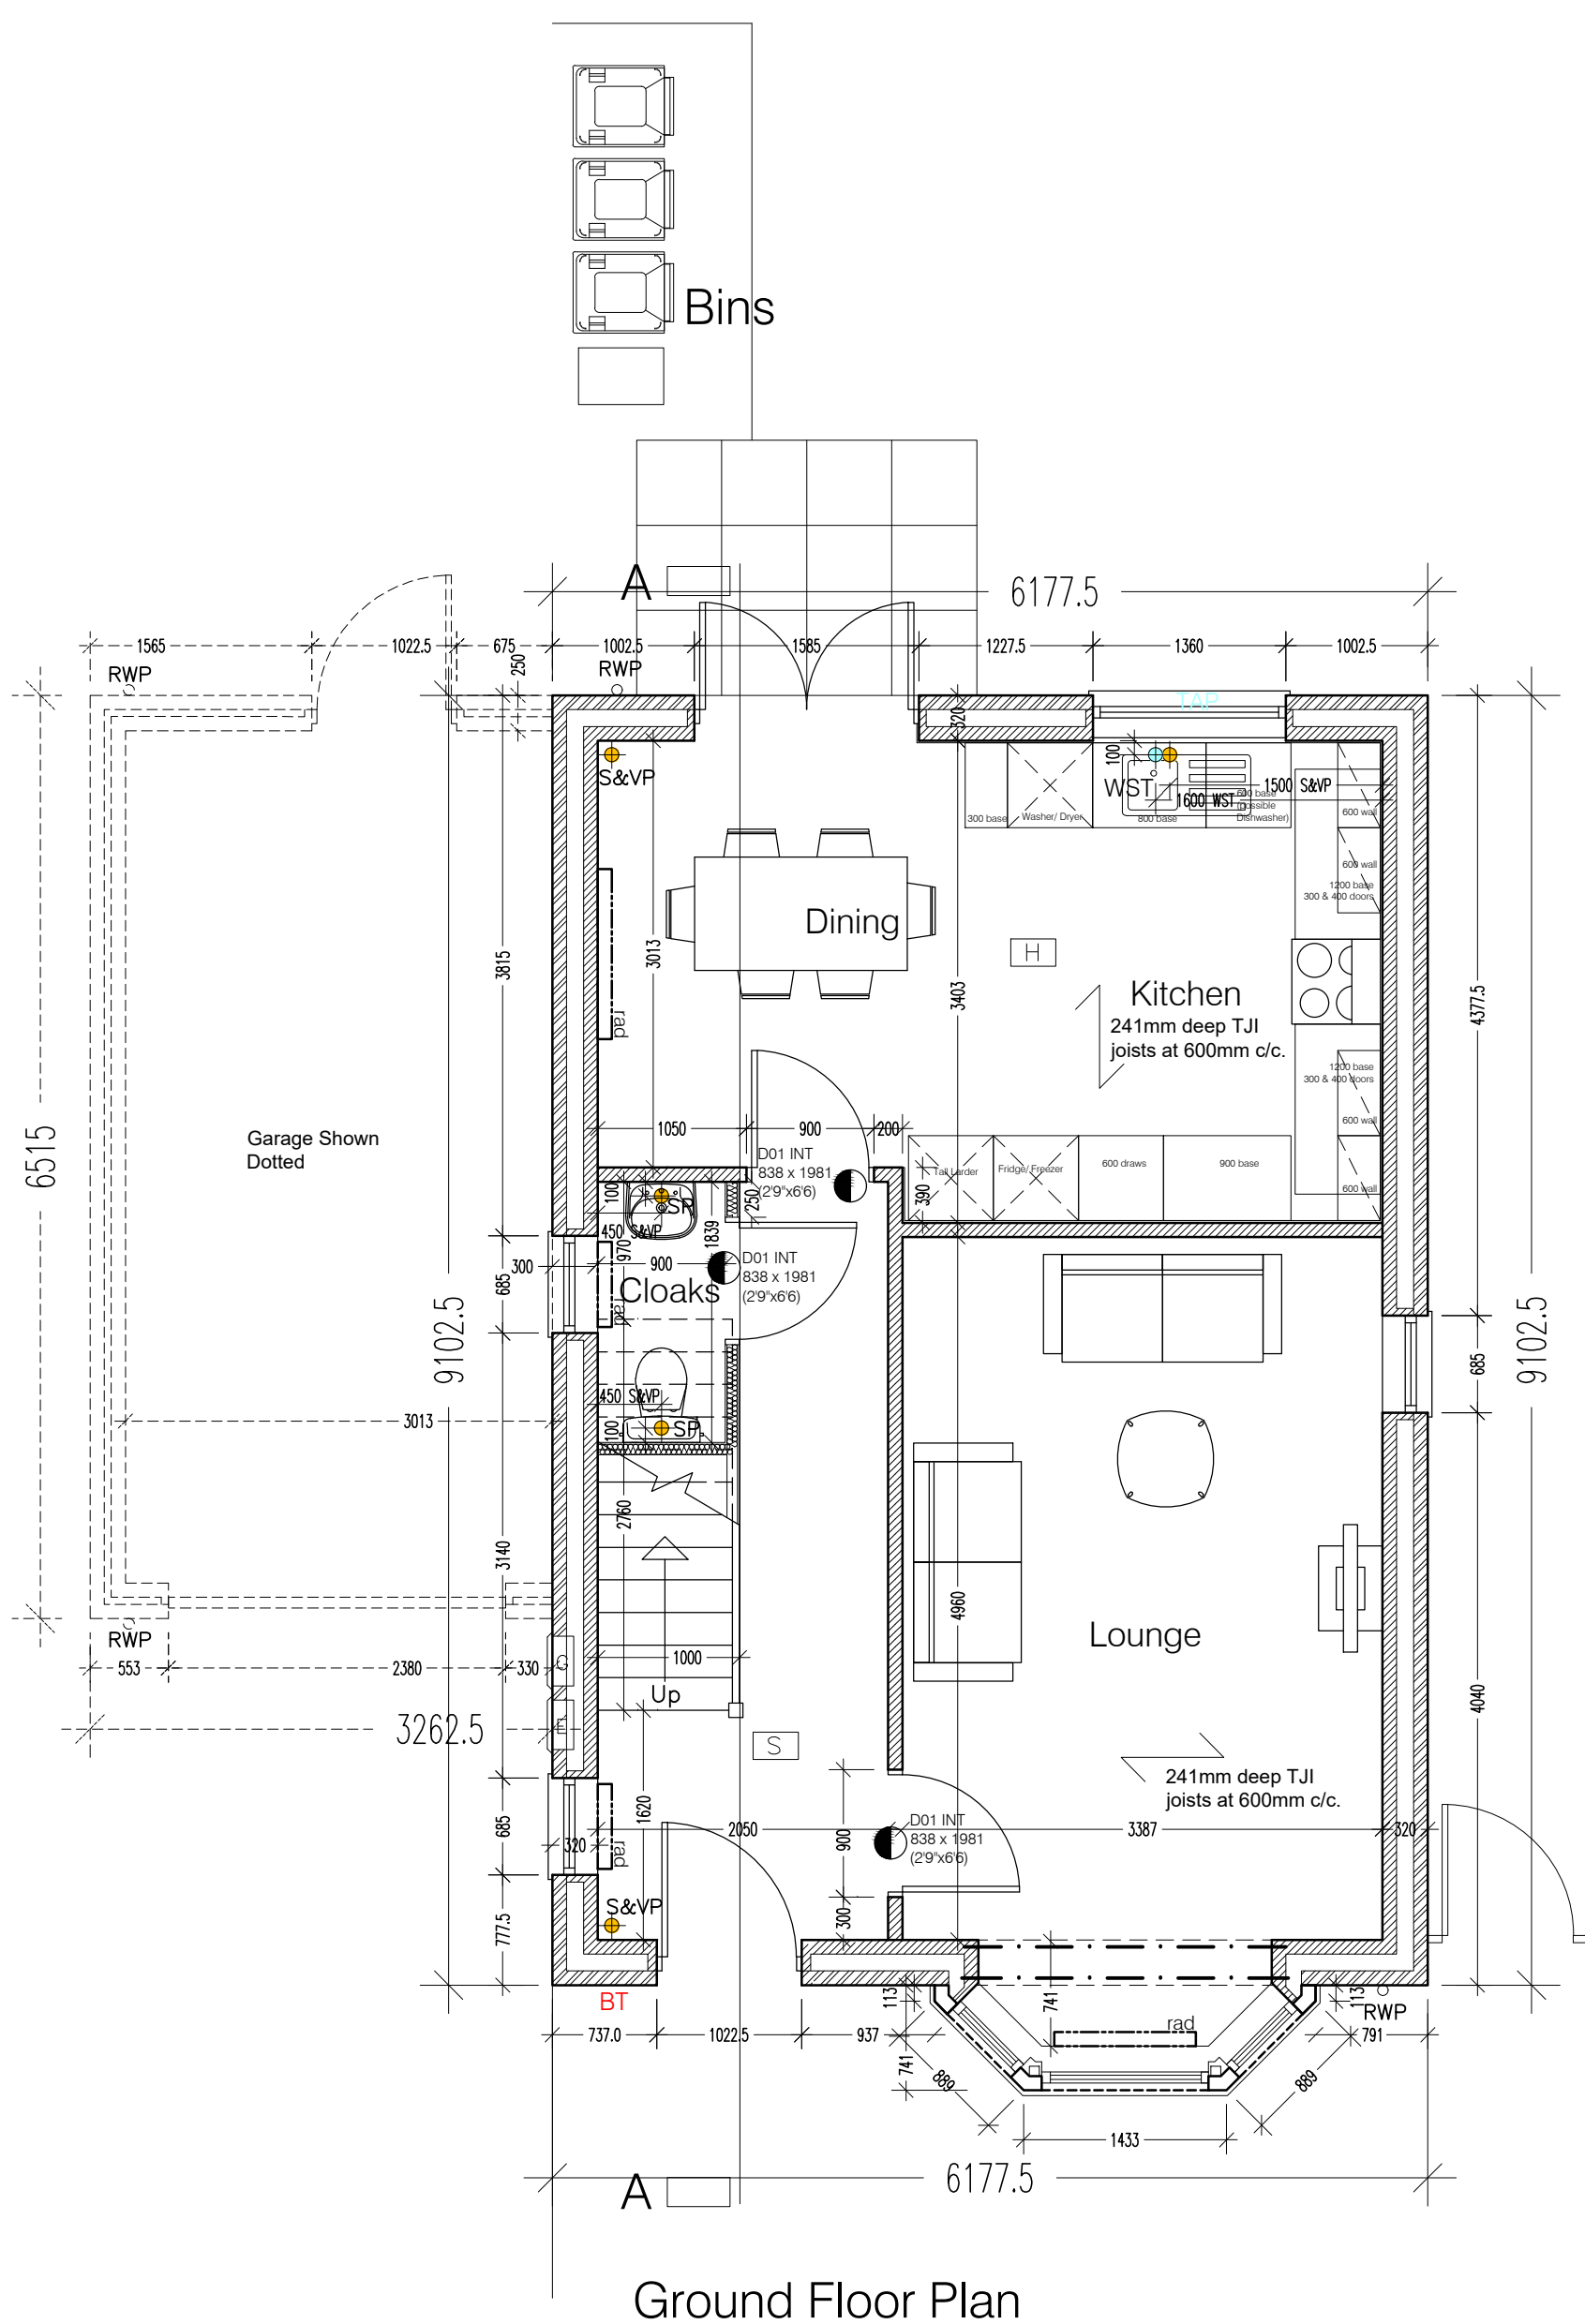 Bins
A
6177.5
1565
1022.5
675
250
1002.5
1585
1227.5
1360
1002.5
RWP
RWP
TAP
320
S&VP
100
WST
1500 S&VP
1600 WST
600 base
(possible
Dishwasher)
300 base
Washer/ Dryer
800 base
600 wall
600 wall
1200 base
300 & 400 doors
Dining
H
3815
3013
3403
4377.5
Kitchen
241mm deep TJI
joists at 600mm c/c.
rad
1200 base
300 & 400 doors
600 wall
6515
Garage Shown
Dotted
1050
900
200
D01 INT
838 x 1981
(2'9"x6'6)
Tall Larder
Fridge/ Freezer
600 draws
900 base
600 wall
390
100
SP
250
450 S&VP
970
1839
300
685
900
D01 INT
838 x 1981
(2'9"x6'6)
Cloaks
rad
9102.5
685
9102.5
450 S&VP
3013
100
SP
2760
3140
4960
Lounge
RWP
553
2380
330
G
1000
Up
E
3262.5
S
4040
241mm deep TJI
joists at 600mm c/c.
1620
685
320
rad
2050
900
D01 INT
838 x 1981
(2'9"x6'6)
3387
320
S&VP
777.5
300
BT
113
741
113
RWP
rad
737.0
1022.5
937
791
741
889
889
1433
6177.5
A
Ground Floor Plan